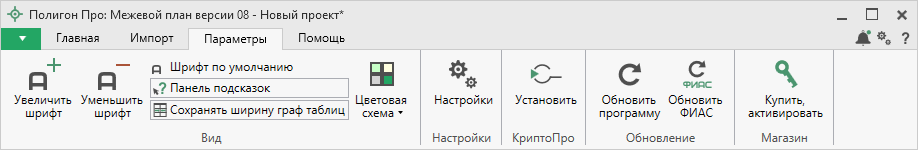 Полигон Про: Межевой план версии 08 - Новый проект*
Главная Импорт Параметры Помощь
Увеличить шрифт
Уменьшить шрифт
Шрифт по умолчанию
Панель подсказок
Сохранять ширину граф таблиц
Цветовая схема
Вид
Настройки
Настройки
Установить
КриптоПро
Обновить программу
ФИАС
Обновить ФИАС
Обновление
Купить, активировать
Магазин